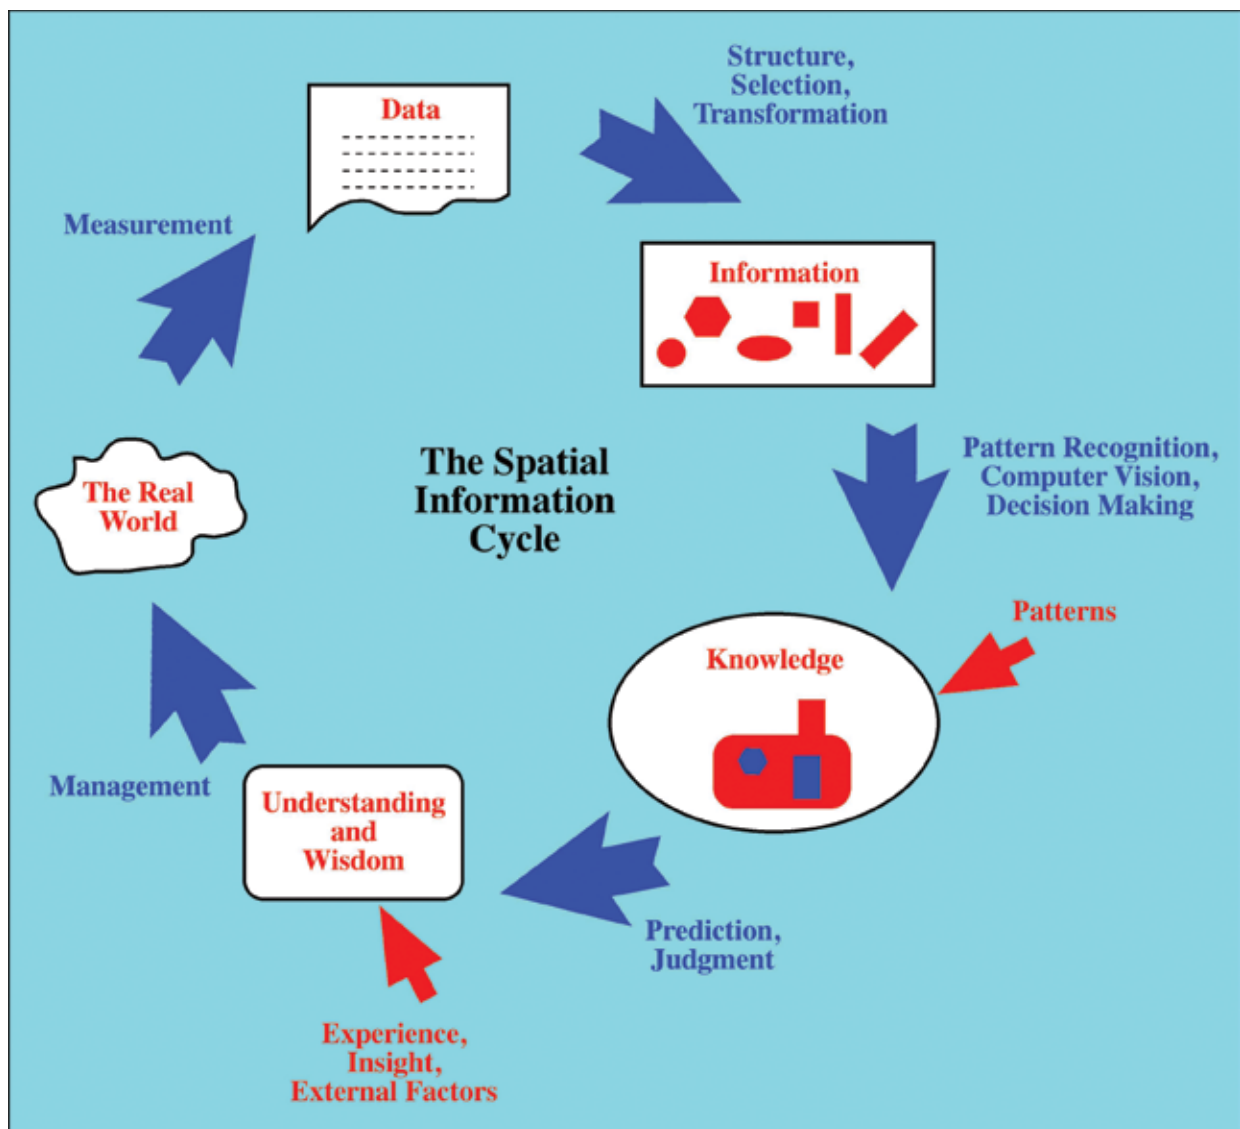 Structure,
Selection,
Transformation
Data
Measurement
Information
The Spatial
Information
Cycle
Pattern Recognition,
Computer Vision,
Decision Making
The Real
World
Patterns
Knowledge
Management
Understanding
and
Wisdom
Prediction,
Judgment
Experience,
Insight,
External Factors